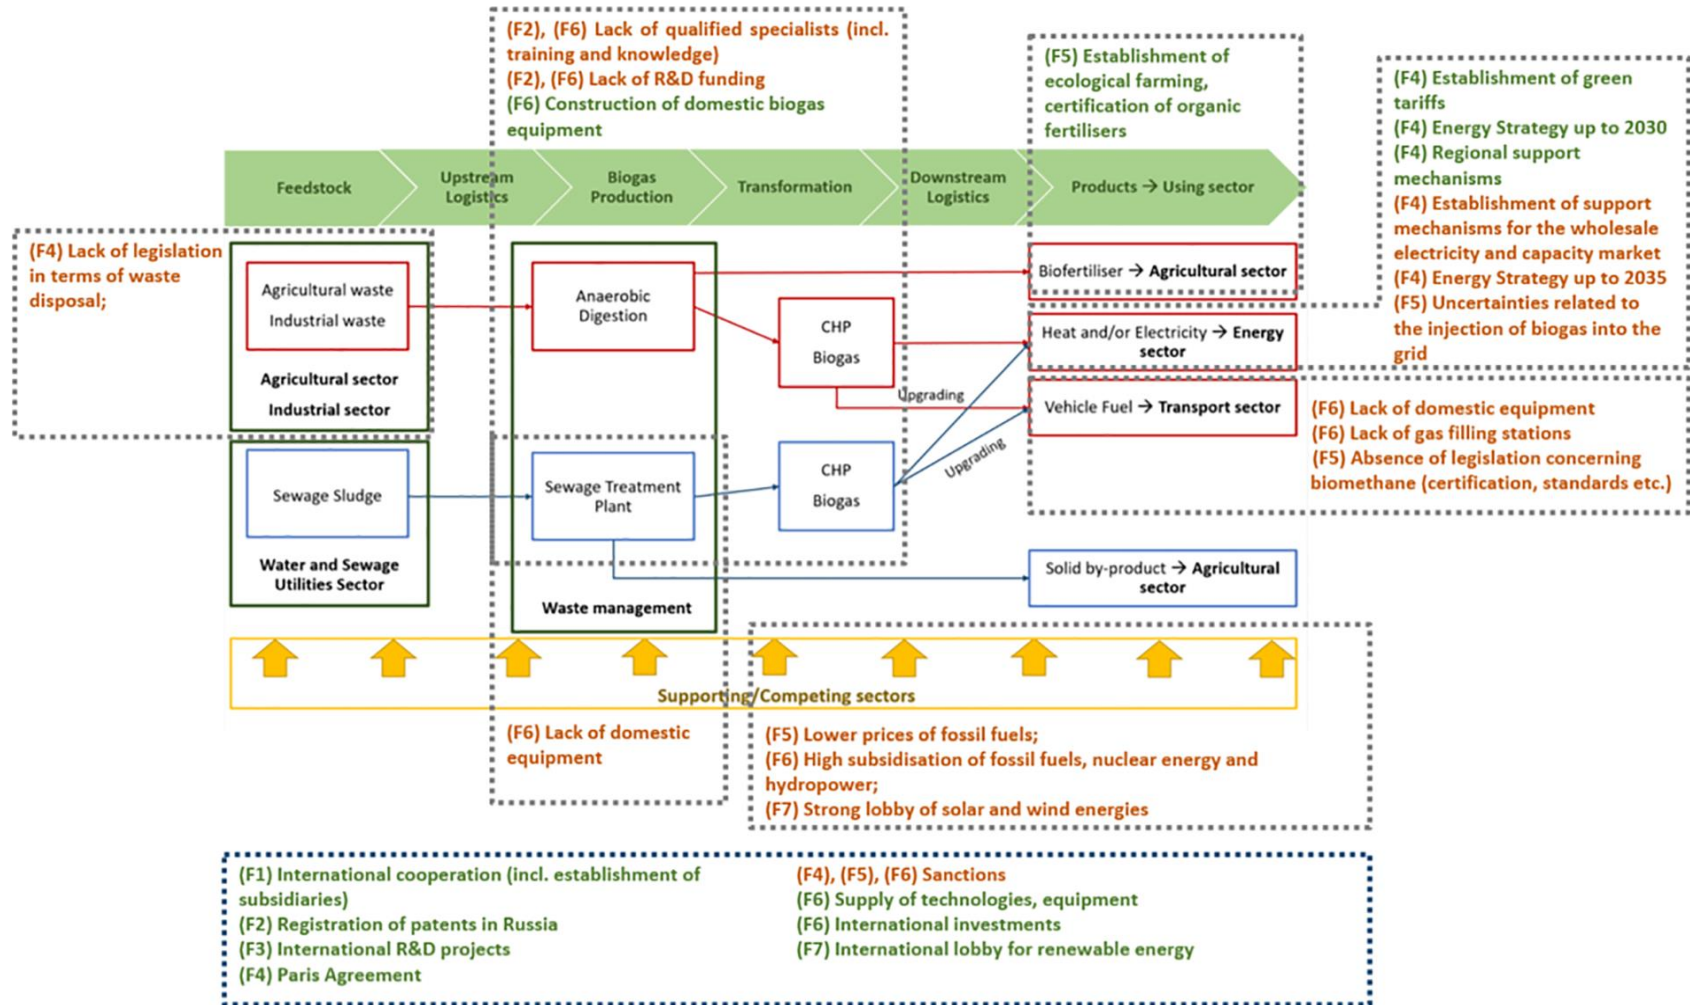 (F2), (F6) Lack of qualified specialists (incl.
training and knowledge)
(F2), (F6) Lack of R&D funding
(F6) Construction of domestic biogas
equipment
(F5) Establishment of
ecological farming,
certification of organic
fertilisers
(F4) Establishment of green
tariffs
(F4) Energy Strategy up to 2030
(F4) Regional support
mechanisms
(F4) Establishment of support
mechanisms for the wholesale
electricity and capacity market
(F4) Energy Strategy up to 2035
(F5) Uncertainties related to
the injection of biogas into the
grid
Feedstock
Upstream
Logistics
Biogas
Production
Transformation
Downstream
Logistics
Products → Using sector
(F4) Lack of legislation
in terms of waste
disposal;
Agricultural waste
Industrial waste
Agricultural sector
Industrial sector
Anaerobic
Digestion
CHP
Biogas
Biofertiliser → Agricultural sector
Heat and/or Electricity → Energy
sector
Upgrading
Vehicle Fuel → Transport sector
(F6) Lack of domestic equipment
(F6) Lack of gas filling stations
(F5) Absence of legislation concerning
biomethane (certification, standards etc.)
Sewage Sludge
Water and Sewage
Utilities Sector
Sewage Treatment
Plant
CHP
Biogas
Upgrading
Solid by-product → Agricultural
sector
Waste management
Supporting/Competing sectors
(F6) Lack of domestic
equipment
(F5) Lower prices of fossil fuels;
(F6) High subsidisation of fossil fuels, nuclear energy and
hydropower;
(F7) Strong lobby of solar and wind energies
(F1) International cooperation (incl. establishment of
subsidiaries)
(F2) Registration of patents in Russia
(F3) International R&D projects
(F4) Paris Agreement
(F4), (F5), (F6) Sanctions
(F6) Supply of technologies, equipment
(F6) International investments
(F7) International lobby for renewable energy